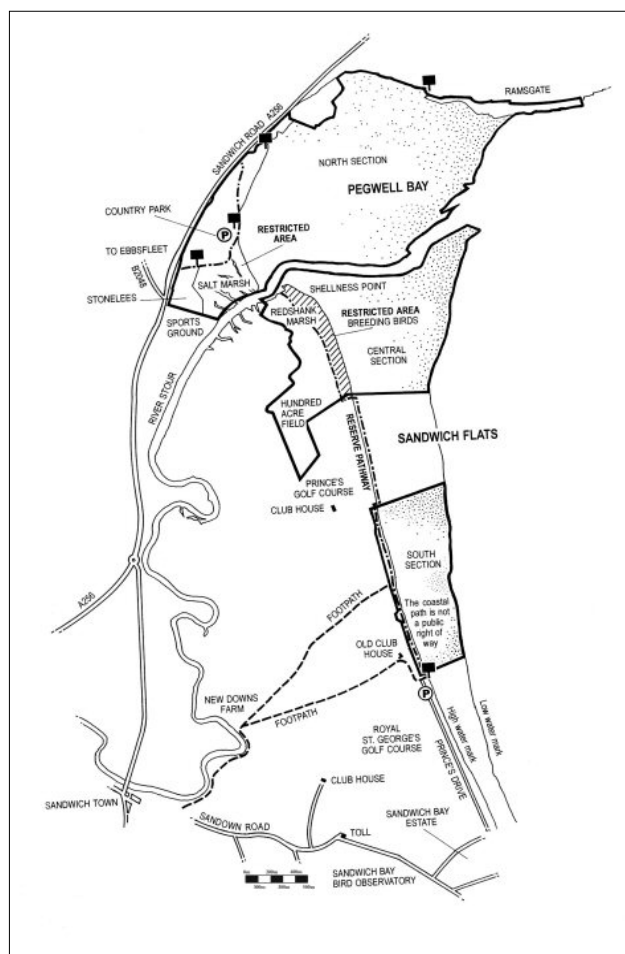 RAMSGATE
SANDWICH ROAD A256
NORTH SECTION
PEGWELL BAY
COUNTRY PARK
P
RESTRICTED
AREA
TO EBBSFLEET
B2048
STONELEES
SALT MARSH
SPORTS
GROUND
SHELLNESS POINT
REDSHANK
MARSH
RESTRICTED AREA
BREEDING BIRDS
CENTRAL
SECTION
RIVER STOUR
HUNDRED
ACRE
FIELD
RESERVE PATHWAY
SANDWICH FLATS
PRINCE'S
GOLF COURSE
CLUB HOUSE
SOUTH
SECTION
A256
FOOTPATH
The coastal
path is not
a public
right of
way
OLD CLUB
HOUSE
P
NEW DOWNS
FARM
FOOTPATH
ROYAL
ST. GEORGE'S
GOLF COURSE
High water mark
Low water mark
PRINCE'S DRIVE
SANDWICH TOWN
CLUB HOUSE
SANDOWN ROAD
TOLL
SANDWICH BAY
ESTATE
SANDWICH BAY
BIRD OBSERVATORY